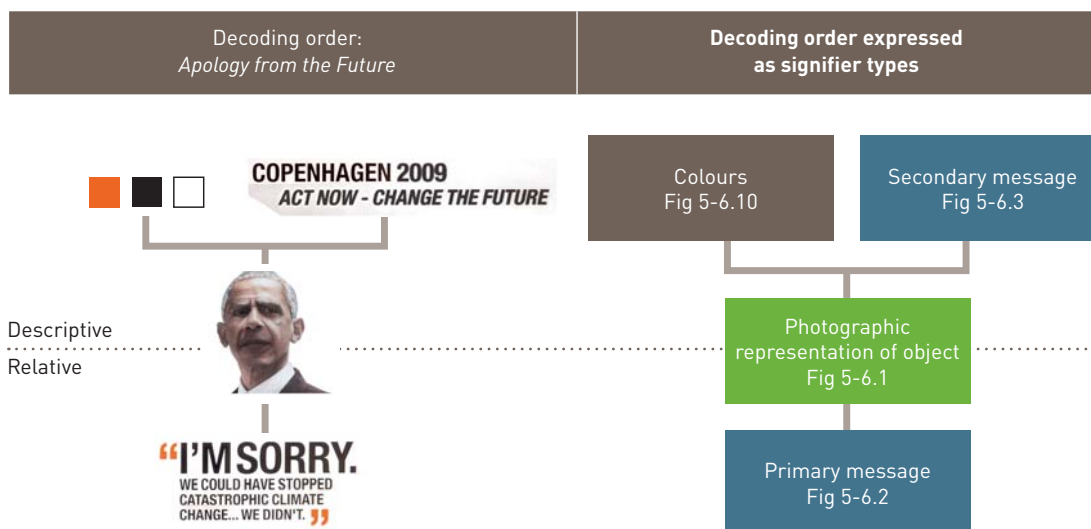 Decoding order:
Apology from the Future
Decoding order expressed
as signifier types
COPENHAGEN 2009
ACT NOW - CHANGE THE FUTURE
Colours
Fig 5-6.10
Secondary message
Fig 5-6.3
Descriptive
Relative
Photographic
representation of object
Fig 5-6.1
“I'M SORRY.
WE COULD HAVE STOPPED
CATASTROPHIC CLIMATE
CHANGE... WE DIDN'T.”
Primary message
Fig 5-6.2